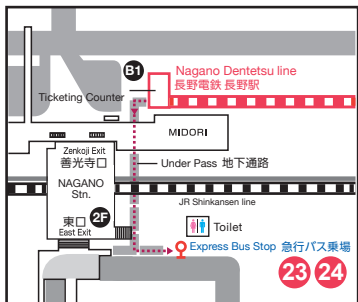 B1
Nagano Dentetsu line
長野電鉄 長野駅
Ticketing Counter
MIDORI
Zenkoji Exit
善光寺口
Under Pass 地下通路
NAGANO
Stn.
JR Shinkansen line
2F
東口
East Exit
Toilet
Express Bus Stop 急行バス乗場
23 24